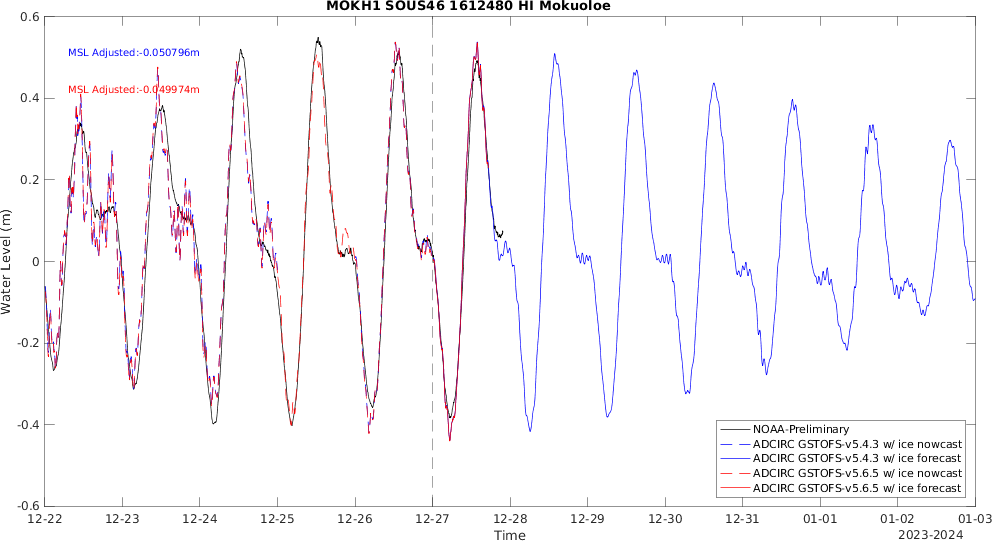 MOKH1 SOUS46 1612480 HI Mokuoloe
MSL Adjusted:-0.050796m
MSL Adjusted:-0.049974m
0.6
0.4
0.2
0
-0.2
-0.4
-0.6
Water Level (m)
NOAA-Preliminary
ADCIRC GSTOFS-v5.4.3 w/ ice nowcast
ADCIRC GSTOFS-v5.4.3 w/ ice forecast
ADCIRC GSTOFS-v5.6.5 w/ ice nowcast
ADCIRC GSTOFS-v5.6.5 w/ ice forecast
12-22 12-23 12-24 12-25 12-26 12-27 12-28 12-29 12-30 12-31 01-01 01-02 01-03
Time
2023-2024